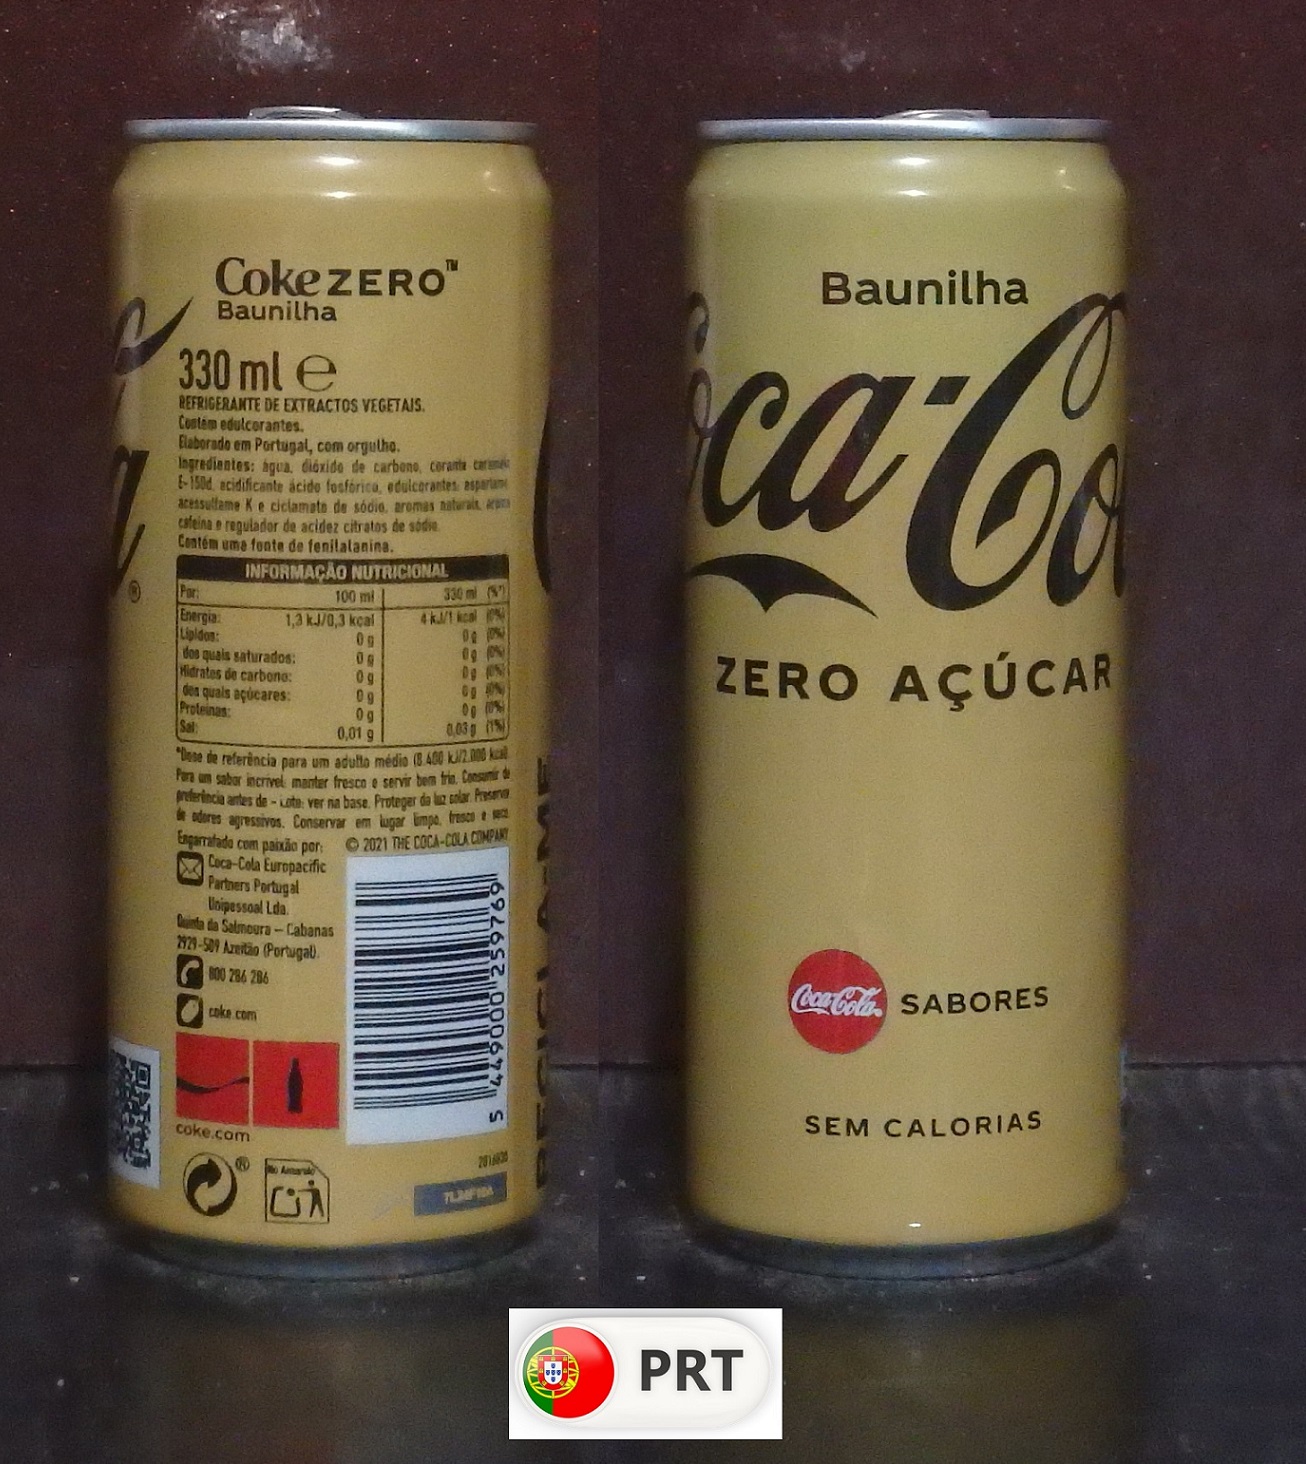 Coke ZERO™
Baunilha
330 ml ℮
REFRIGERANTE DE EXTRACTOS VEGETAIS.
Contém edulcorantes.
Elaborado em Portugal, com orgulho.
Ingredientes: água, dióxido de carbono, corante caramelo
E-150d, acidificante ácido fosfórico, edulcorantes: aspartame
acessulfame K e ciclamato de sódio, aromas naturais, aroma
cafeína e regulador de acidez citratos de sódio.
Contém uma fonte de fenilalanina.
INFORMAÇÃO NUTRICIONAL
Por: 100 ml 330 ml (%*)
Energia: 1,3 kJ/0,3 kcal 4 kJ/1 kcal (0%)
Lípidos: 0 g 0 g (0%)
dos quais saturados: 0 g 0 g (0%)
Hidratos de carbono: 0 g 0 g (0%)
dos quais açúcares: 0 g 0 g (0%)
Proteínas: 0 g 0 g (0%)
Sal: 0,01 g 0,03 g (1%)
*Dose de referência para um adulto médio (8.400 kJ/2.000 kcal)
Para um sabor incrível: manter fresco e servir bem frio. Consumir de
preferência antes de - Lote: ver na base. Proteger da luz solar. Preservar
de odores agressivos. Conservar em lugar limpo, fresco e seco
Engarrafado com paixão por: © 2021 THE COCA-COLA COMPANY
Coca-Cola Europacific
Partners Portugal
Unipessoal Lda.
Quinta da Salmoura – Cabanas
2929-509 Azeitão (Portugal).
800 286 286
coke.com
coke.com
®
5 449000 259769
RECICLA-ME
®
Baunilha
Coca-Cola
ZERO AÇÚCAR
Coca-Cola SABORES
SEM CALORIAS
PRT